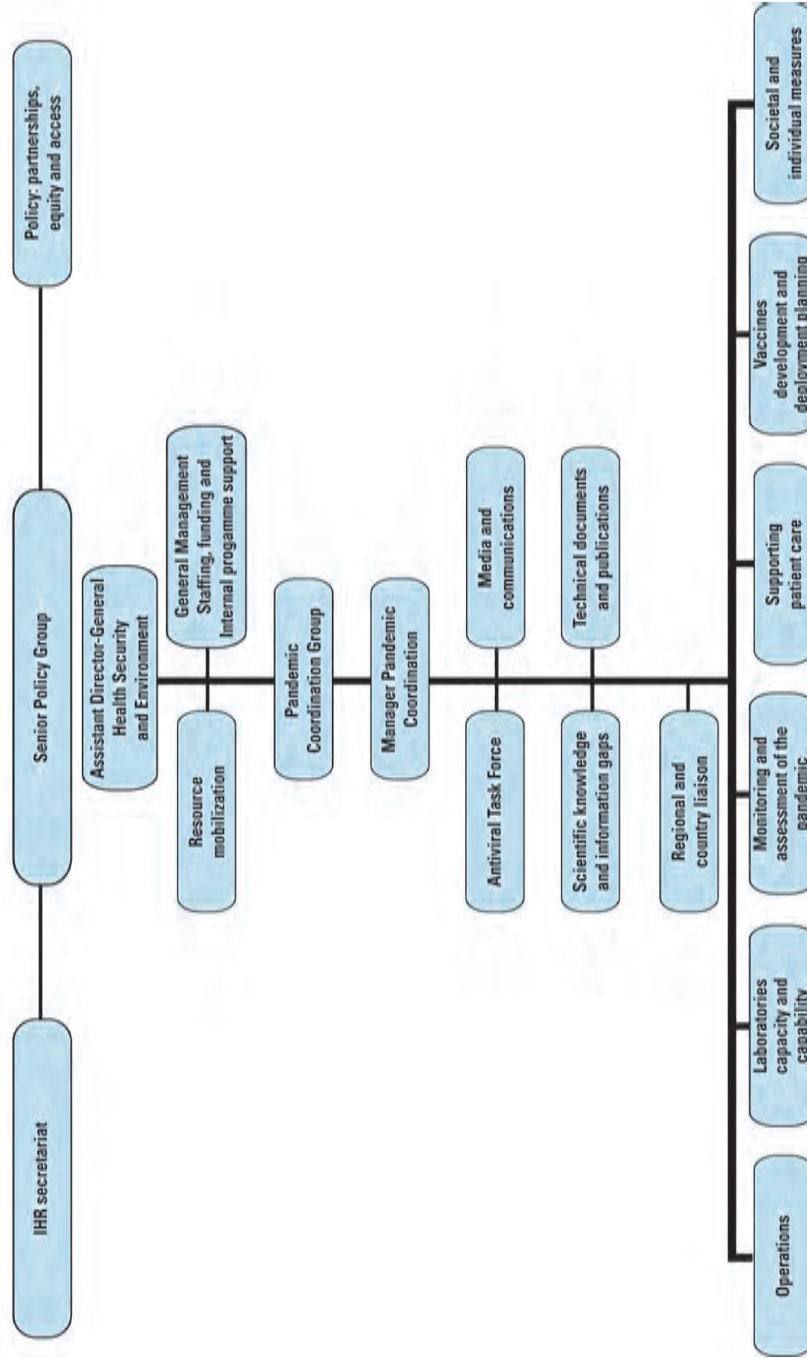 IHR secretariat
Senior Policy Group
Policy: partnerships,
equity and access
Assistant Director-General
Health Security
and Environment
Resource
mobilization
General Management
Staffing, funding and
Internal progamme support
Pandemic
Coordination Group
Manager Pandemic
Coordination
Antiviral Task Force
Media and
communications
Scientific knowledge
and information gaps
Technical documents
and publications
Regional and
country liaison
Operations
Laboratories
capacity and
capability
Monitoring and
assessment of the
pandemic
Supporting
patient care
Vaccines
development and
deployment planning
Societal and
individual measures